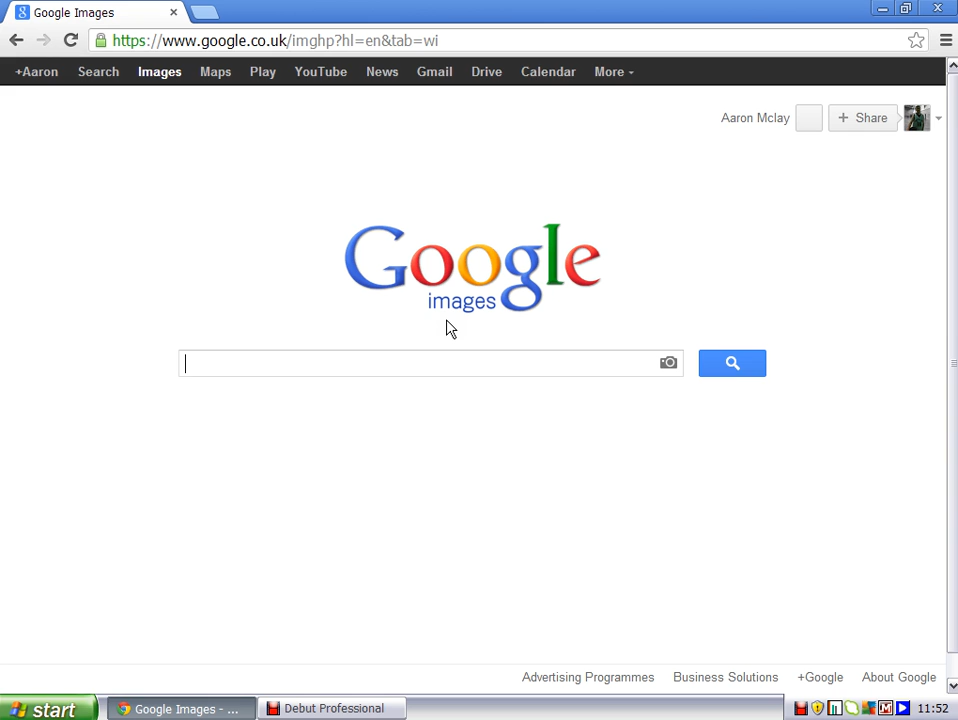 Google Images
https://www.google.co.uk/imghp?hl=en&tab=wi
+Aaron Search Images Maps Play YouTube News Gmail Drive Calendar More
Aaron Mclay + Share
Google
images
Advertising Programmes Business Solutions +Google About Google
start Google Images - ... Debut Professional 11:52